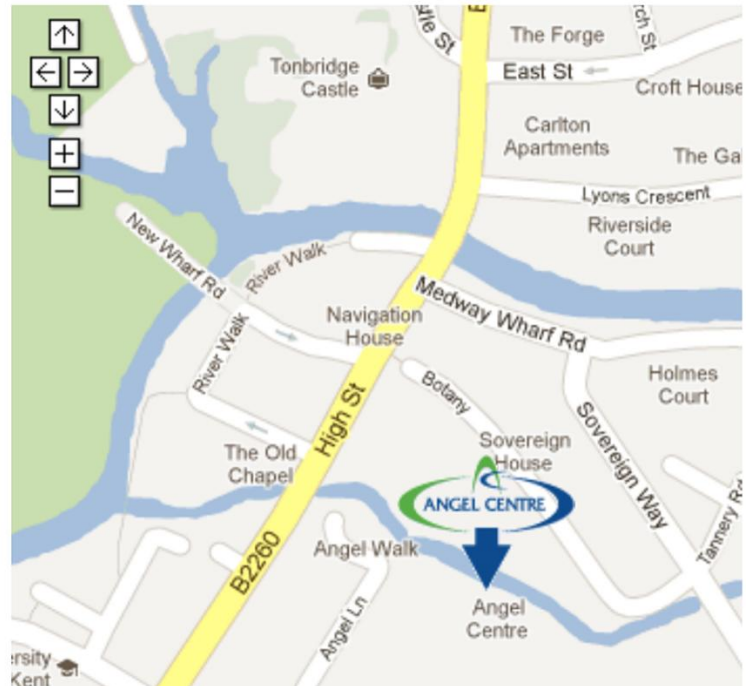 The Forge
East St
Tonbridge
Castle
Croft House
Carlton
Apartments
Lyons Crescent
Riverside
Court
New Wharf Rd
River Walk
Medway Wharf Rd
Navigation
House
River Walk
High St
Botany
Holmes
Court
Sovereign
House
Sovereign Way
The Old
Chapel
ANGEL CENTRE
Tannery Rd
B2260
Angel Walk
Angel Ln
Angel
Centre
Kent